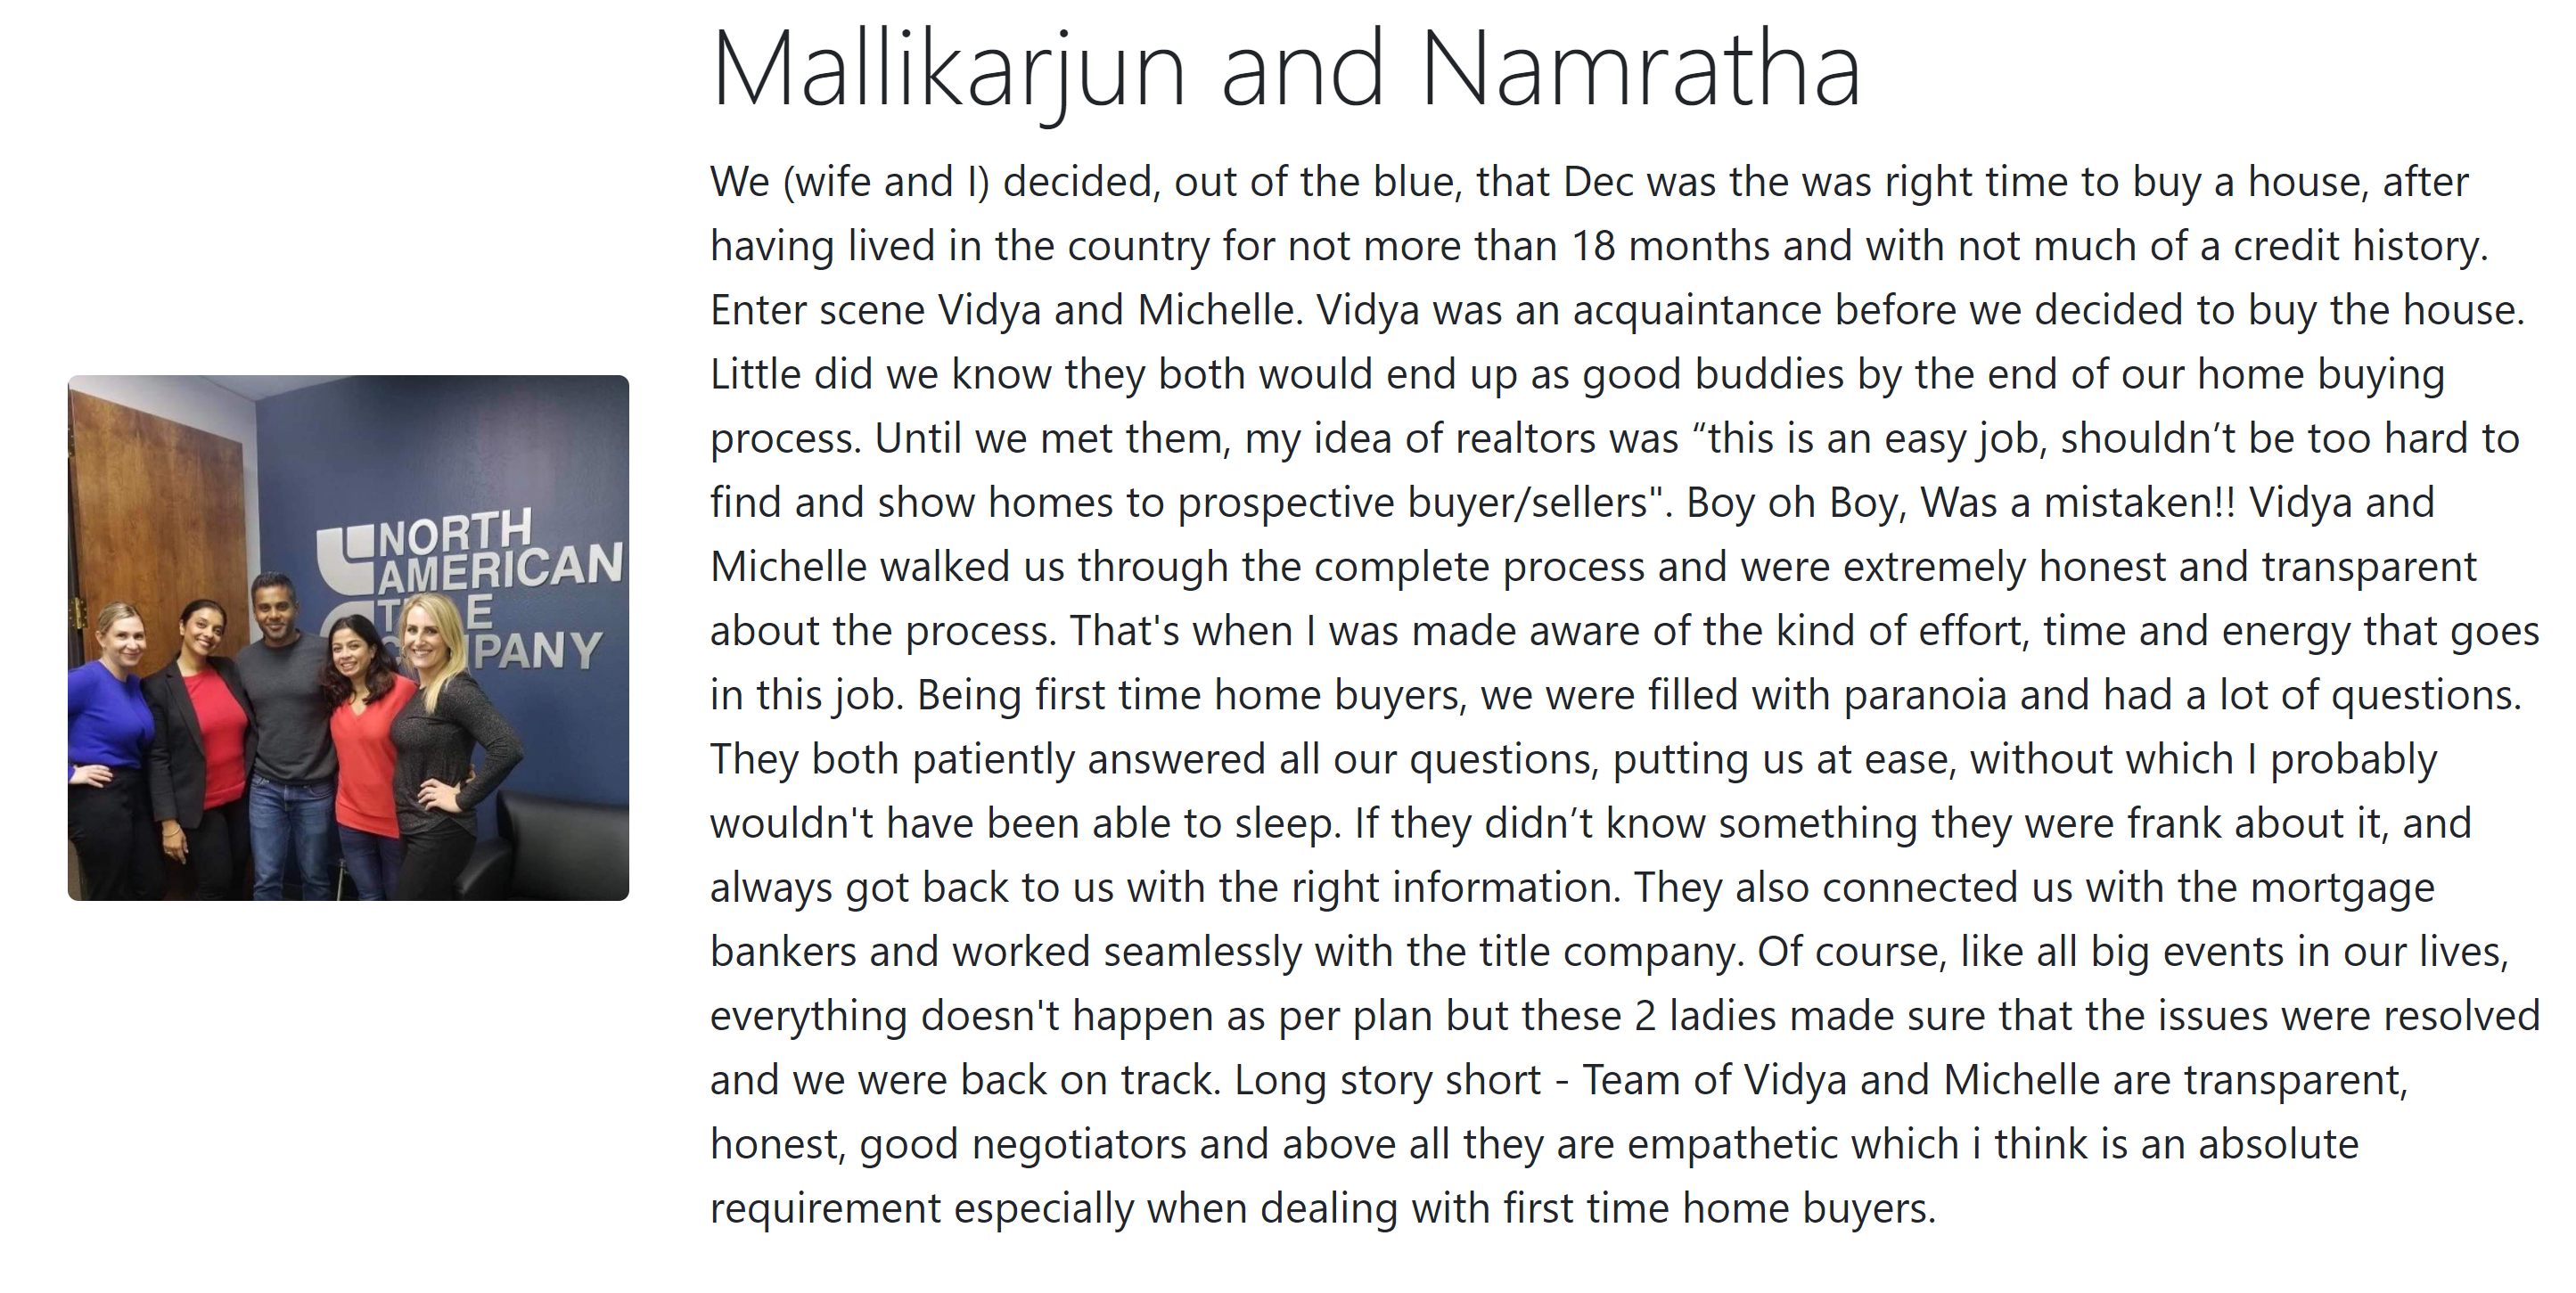 Mallikarjun and Namratha
We (wife and I) decided, out of the blue, that Dec was the was right time to buy a house, after
having lived in the country for not more than 18 months and with not much of a credit history.
Enter scene Vidya and Michelle. Vidya was an acquaintance before we decided to buy the house.
Little did we know they both would end up as good buddies by the end of our home buying
process. Until we met them, my idea of realtors was “this is an easy job, shouldn’t be too hard to
find and show homes to prospective buyer/sellers". Boy oh Boy, Was a mistaken!! Vidya and
Michelle walked us through the complete process and were extremely honest and transparent
about the process. That's when I was made aware of the kind of effort, time and energy that goes
in this job. Being first time home buyers, we were filled with paranoia and had a lot of questions.
They both patiently answered all our questions, putting us at ease, without which I probably
wouldn't have been able to sleep. If they didn’t know something they were frank about it, and
always got back to us with the right information. They also connected us with the mortgage
bankers and worked seamlessly with the title company. Of course, like all big events in our lives,
everything doesn't happen as per plan but these 2 ladies made sure that the issues were resolved
and we were back on track. Long story short - Team of Vidya and Michelle are transparent,
honest, good negotiators and above all they are empathetic which i think is an absolute
requirement especially when dealing with first time home buyers.
NORTH
AMERICAN